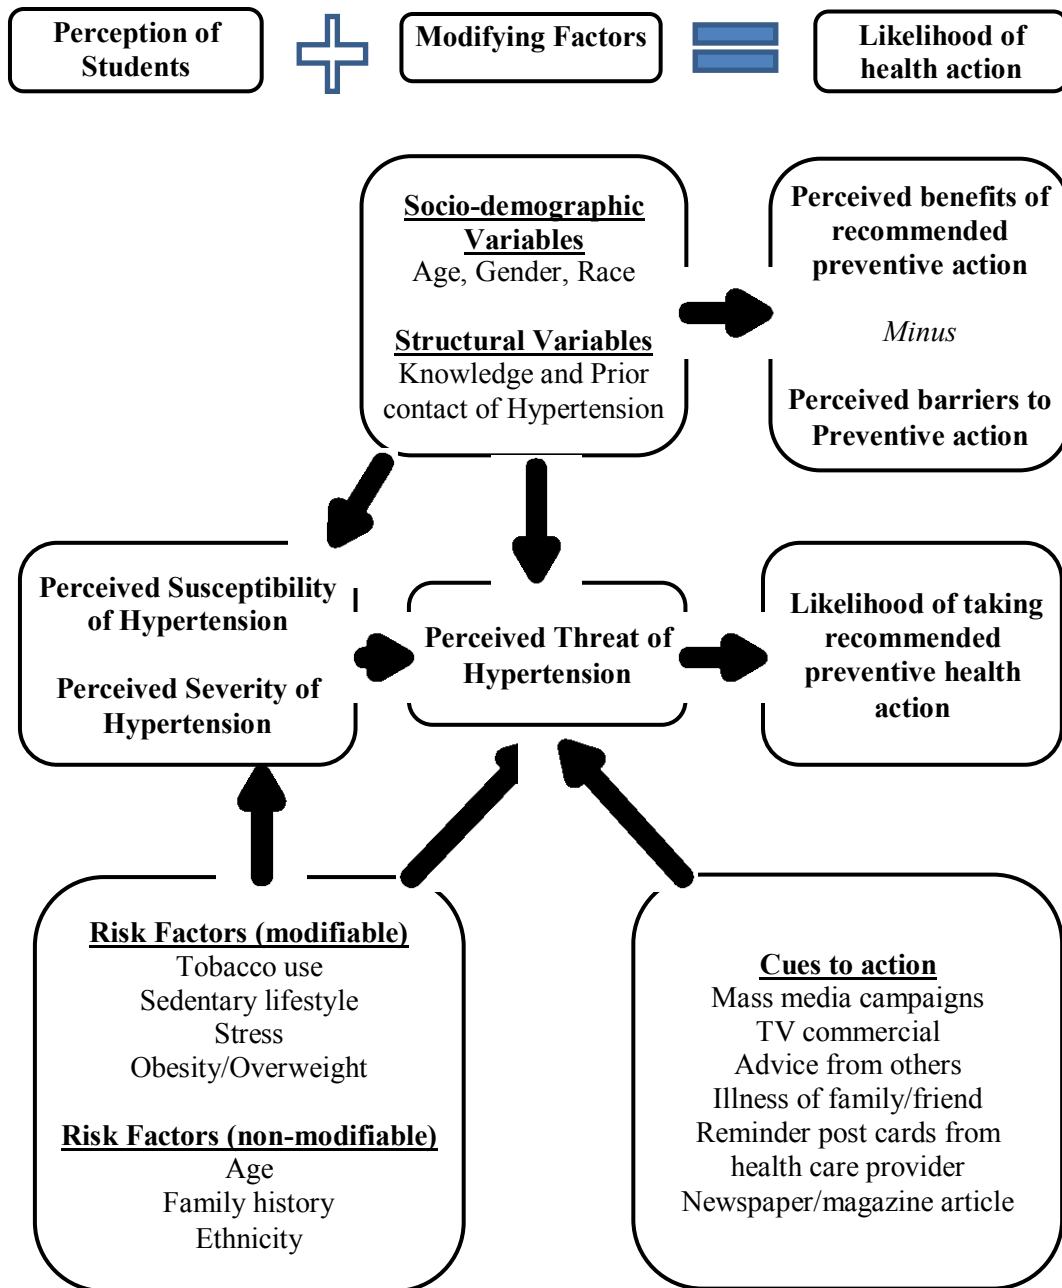 Perception of
Students
Modifying Factors
Likelihood of
health action
Socio-demographic
Variables
Age, Gender, Race
Structural Variables
Knowledge and Prior
contact of Hypertension
Perceived benefits of
recommended
preventive action
Minus
Perceived barriers to
Preventive action
Perceived Susceptibility
of Hypertension
Perceived Severity of
Hypertension
Perceived Threat of
Hypertension
Likelihood of taking
recommended
preventive health
action
Risk Factors (modifiable)
Tobacco use
Sedentary lifestyle
Stress
Obesity/Overweight
Risk Factors (non-modifiable)
Age
Family history
Ethnicity
Cues to action
Mass media campaigns
TV commercial
Advice from others
Illness of family/friend
Reminder post cards from
health care provider
Newspaper/magazine article